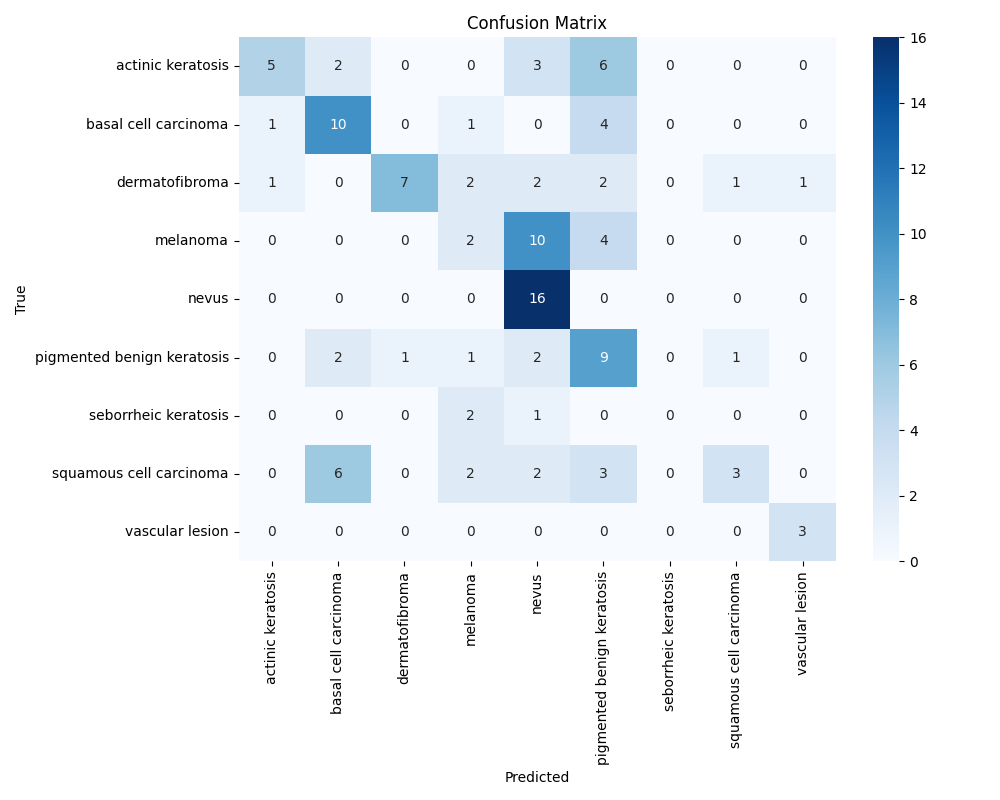 Confusion Matrix
actinic keratosis 5 2 0 0 3 6 0 0 0
basal cell carcinoma 1 10 0 1 0 4 0 0 0
dermatofibroma 1 0 7 2 2 2 0 1 1
melanoma 0 0 0 2 10 4 0 0 0
nevus 0 0 0 0 16 0 0 0 0
pigmented benign keratosis 0 2 1 1 2 9 0 1 0
seborrheic keratosis 0 0 0 2 1 0 0 0 0
squamous cell carcinoma 0 6 0 2 2 3 0 3 0
vascular lesion 0 0 0 0 0 0 0 0 3
True
actinic keratosis
basal cell carcinoma
dermatofibroma
melanoma
nevus
pigmented benign keratosis
seborrheic keratosis
squamous cell carcinoma
vascular lesion
Predicted
16
14
12
10
8
6
4
2
0